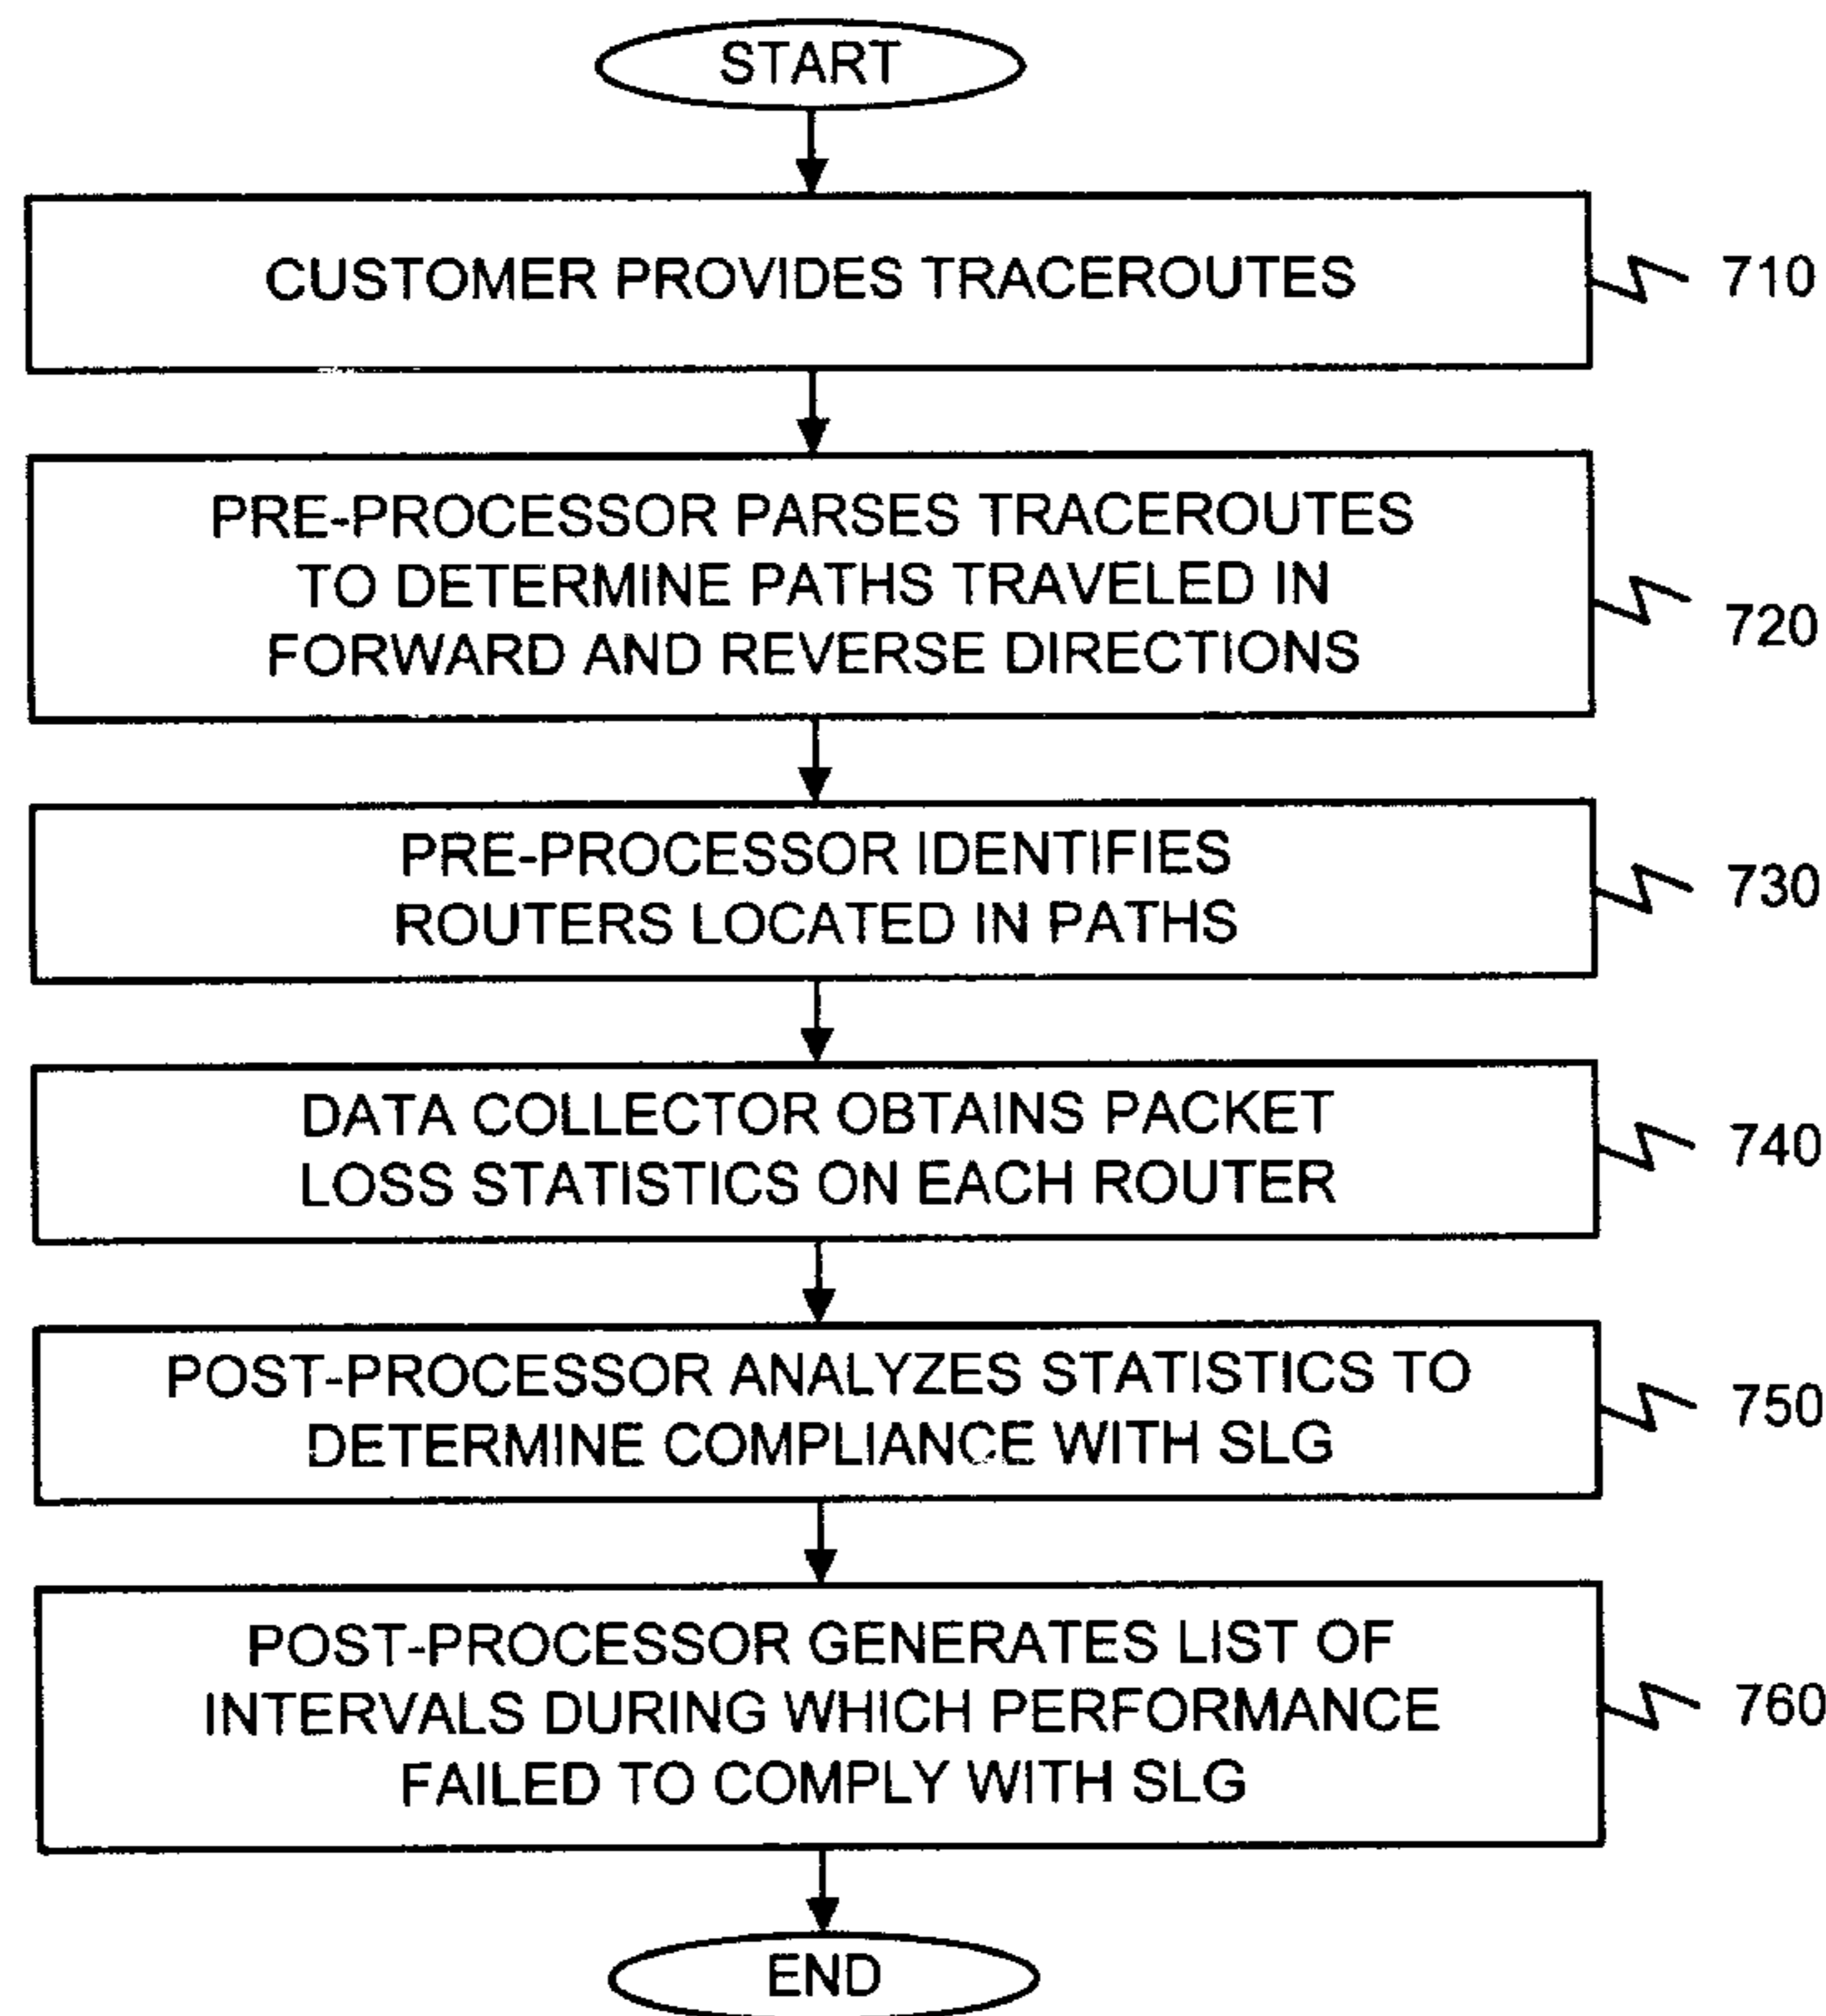 START
CUSTOMER PROVIDES TRACEROUTES
710
PRE-PROCESSOR PARSES TRACEROUTES
TO DETERMINE PATHS TRAVELED IN
FORWARD AND REVERSE DIRECTIONS
720
PRE-PROCESSOR IDENTIFIES
ROUTERS LOCATED IN PATHS
730
DATA COLLECTOR OBTAINS PACKET
LOSS STATISTICS ON EACH ROUTER
740
POST-PROCESSOR ANALYZES STATISTICS TO
DETERMINE COMPLIANCE WITH SLG
750
POST-PROCESSOR GENERATES LIST OF
INTERVALS DURING WHICH PERFORMANCE
FAILED TO COMPLY WITH SLG
760
END